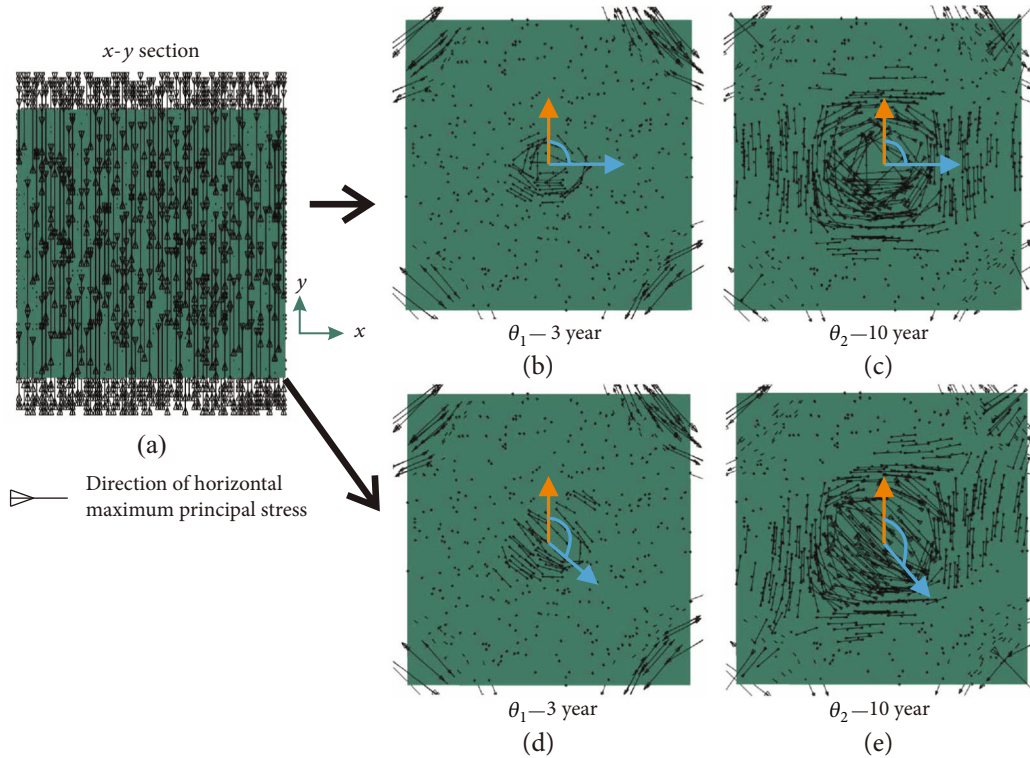 x-y section
y
x
(a)
Direction of horizontal
maximum principal stress
θ1—3 year
(b)
θ2—10 year
(c)
θ1—3 year
(d)
θ2—10 year
(e)